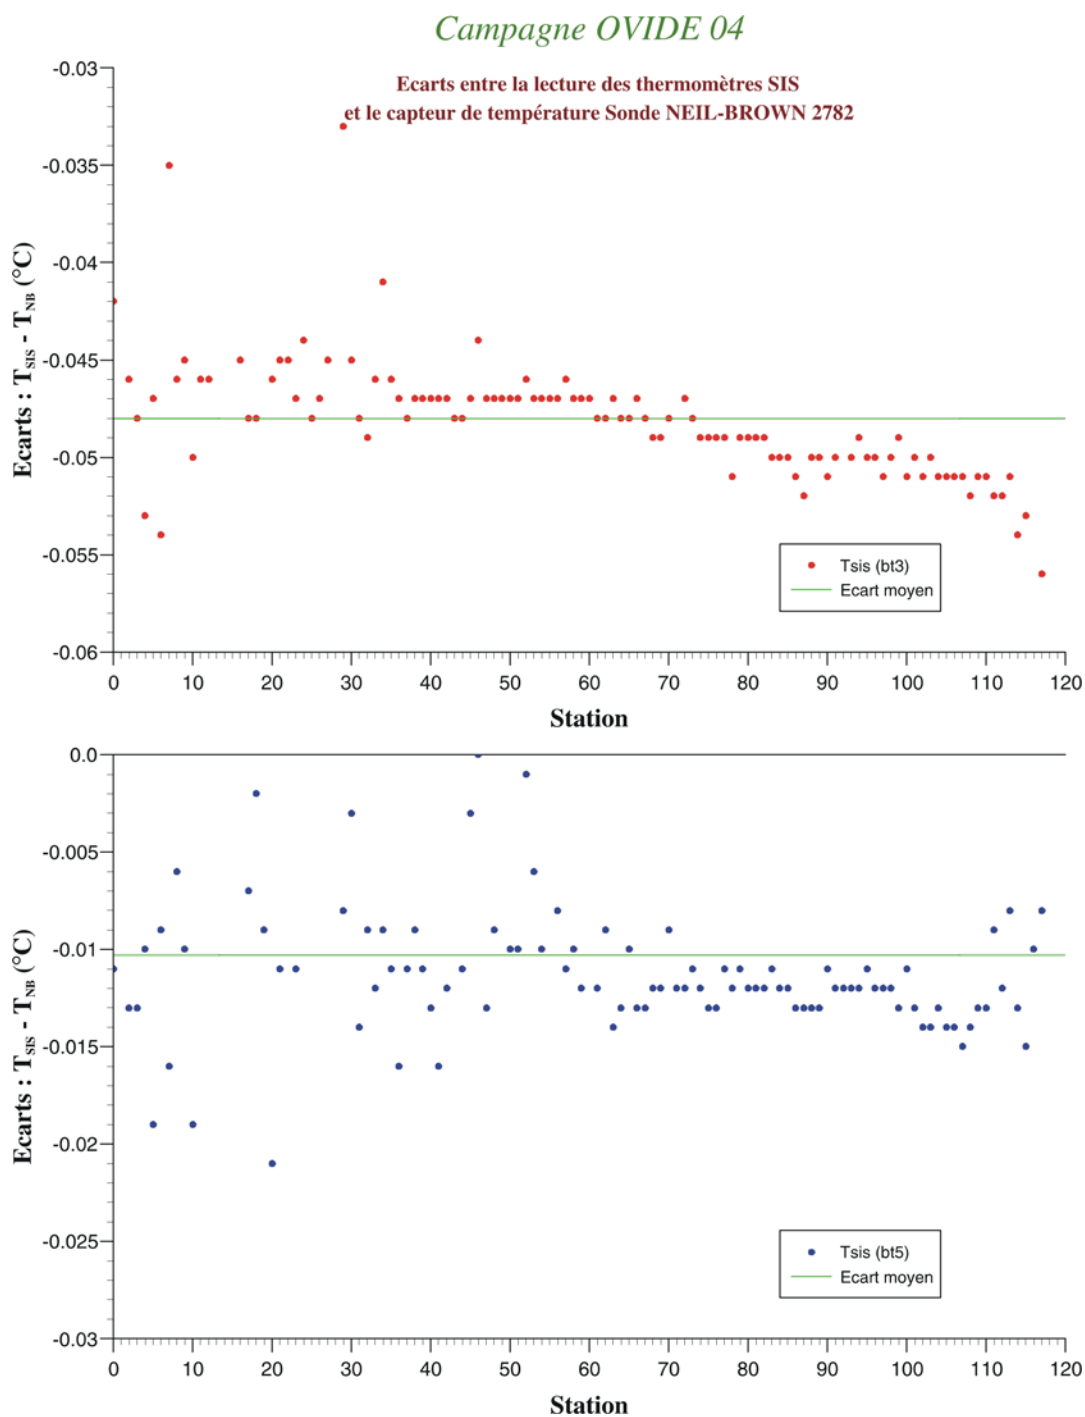 Campagne OVIDE 04
Ecarts entre la lecture des thermomètres SIS
et le capteur de température Sonde NEIL-BROWN 2782
-0.03
-0.035
-0.04
-0.045
-0.05
-0.055
-0.06
Ecarts : TSIS - TNB (°C)
Tsis (bt3)
Ecart moyen
0 10 20 30 40 50 60 70 80 90 100 110 120
Station
0.0
-0.005
-0.01
-0.015
-0.02
-0.025
-0.03
Ecarts : TSIS - TNB (°C)
Tsis (bt5)
Ecart moyen
0 10 20 30 40 50 60 70 80 90 100 110 120
Station